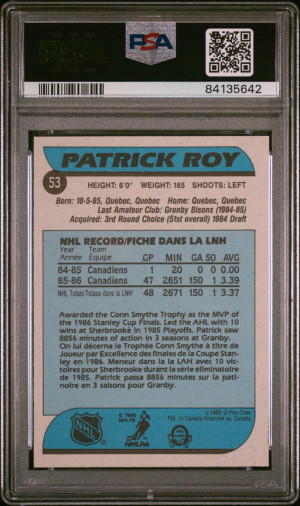 PSA
84135642
PATRICK ROY
53
HEIGHT: 6'0" WEIGHT: 165 SHOOTS: LEFT
Born: 10-5-65, Quebec, Quebec Home: Quebec, Quebec
Last Amateur Club: Granby Bisons (1984-85)
Acquired: 3rd Round Choice (51st overall) 1984 Draft
NHL RECORD/FICHE DANS LA LNH
Year Team
Année Équipe GP MIN GA SO AVG
84-85 Canadiens 1 20 0 0 0.00
85-86 Canadiens 47 2651 150 1 3.39
NHL Totals/Totaux dans la LNH 48 2671 150 1 3.37
Awarded the Conn Smythe Trophy as the MVP of
the 1986 Stanley Cup Finals. Led the AHL with 10
wins at Sherbrooke in 1985 Playoffs. Patrick saw
8856 minutes of action in 3 seasons at Granby.
On lui décerna le Trophée Conn Smythe à titre de
Joueur par Excellence des finales de la Coupe Stan-
ley en 1986. Meneur dans la LAH avec 10 vic-
toires pour Sherbrooke durant la série éliminatoire
de 1985. Patrick passa 8856 minutes sur la pati-
noire en 3 saisons pour Granby.
NHL
© 1986
NHLPA
NHLPA
© 1986 O-Pee-Chee
Ptd. in Canada/Imprimé au Canada